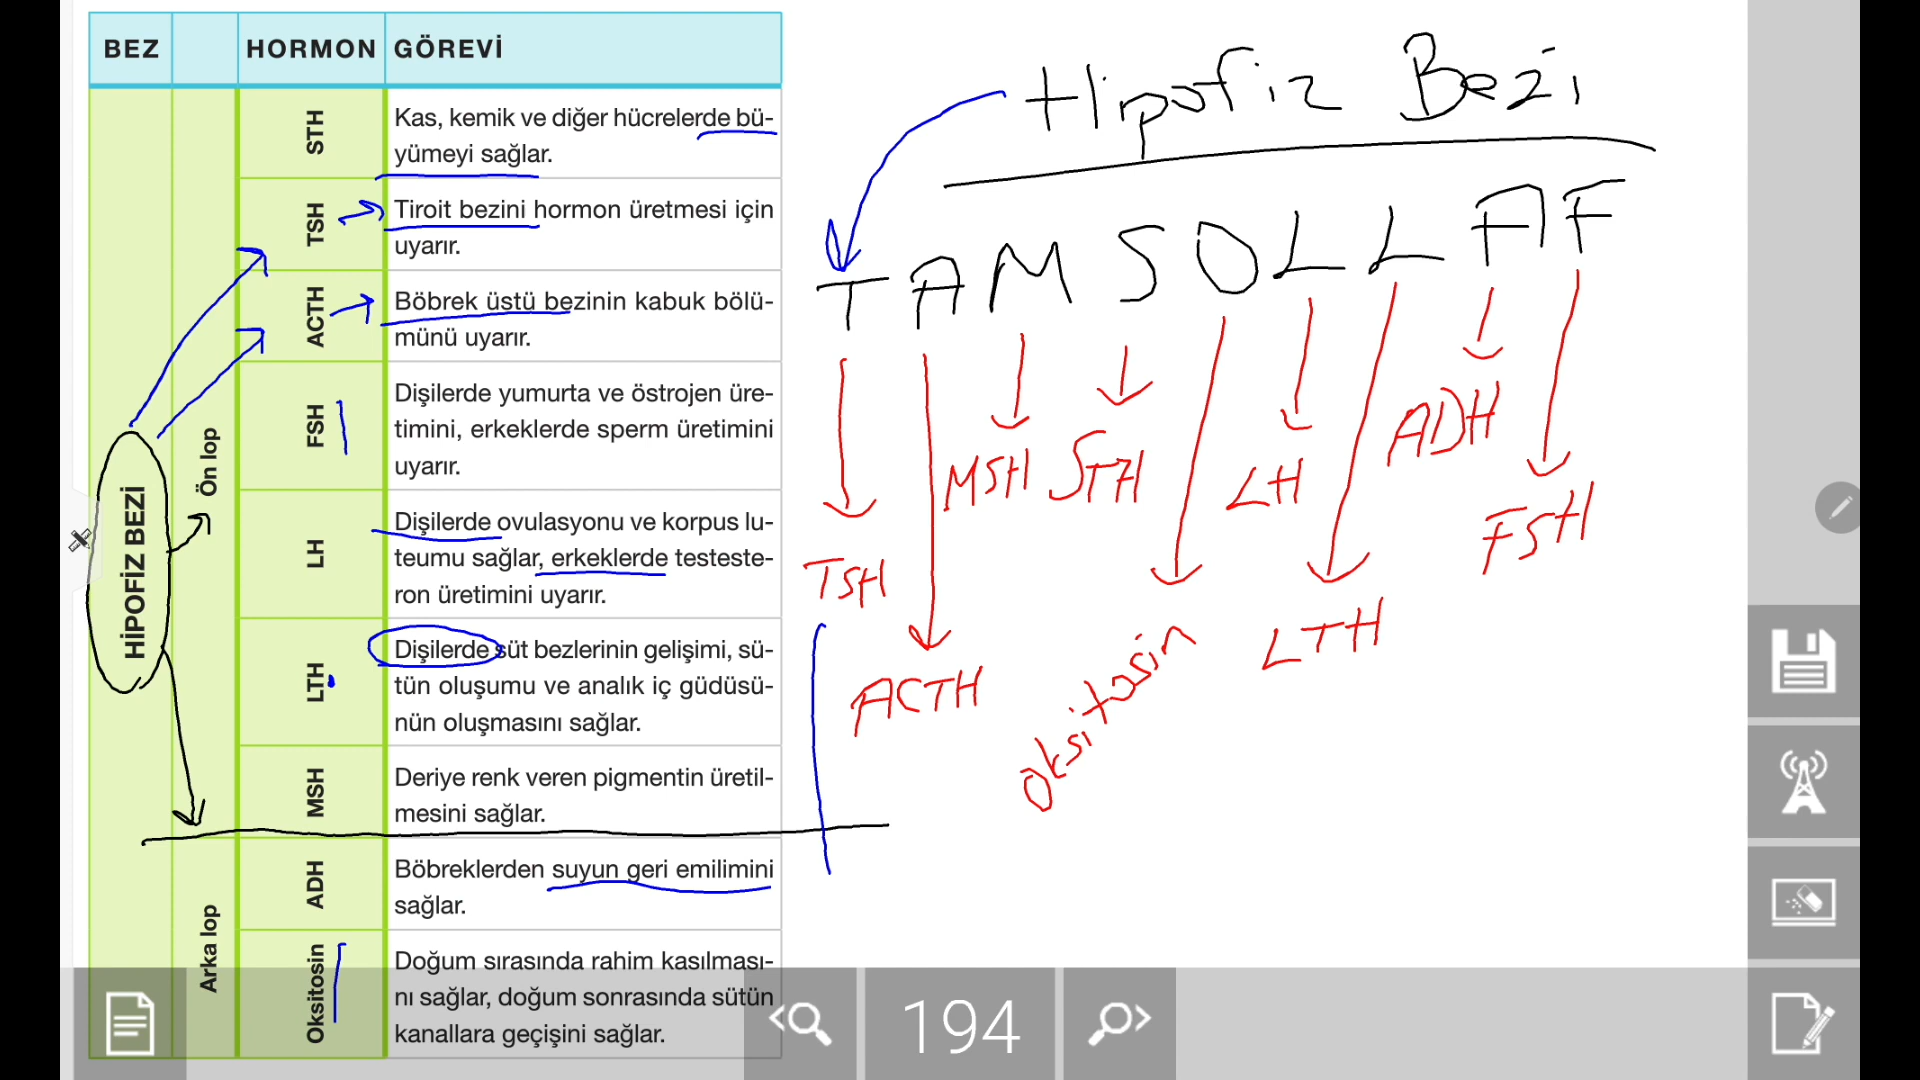 BEZ HORMON GÖREVİ
HİPOFİZ BEZİ
Ön lop
STH
Kas, kemik ve diğer hücrelerde bü-
yümeyi sağlar.
TSH
Tiroit bezini hormon üretmesi için
uyarır.
ACTH
Böbrek üstü bezinin kabuk bölü-
münü uyarır.
FSH
Dişilerde yumurta ve östrojen üre-
timini, erkeklerde sperm üretimini
uyarır.
LH
Dişilerde ovulasyonu ve korpus lu-
teumu sağlar, erkeklerde testeste-
ron üretimini uyarır.
LTH
Dişilerde süt bezlerinin gelişimi, sü-
tün oluşumu ve analık iç güdüsü-
nün oluşmasını sağlar.
MSH
Deriye renk veren pigmentin üretil-
mesini sağlar.
Arka lop
ADH
Böbreklerden suyun geri emilimini
sağlar.
Oksitosin
Doğum sırasında rahim kasılması-
nı sağlar, doğum sonrasında sütün
kanallara geçişini sağlar.
Hipofiz Bezi
T A M S O L L A F
TSH
ACTH
MSH
STH
Oksitosin
LH
LTH
ADH
FSH
194